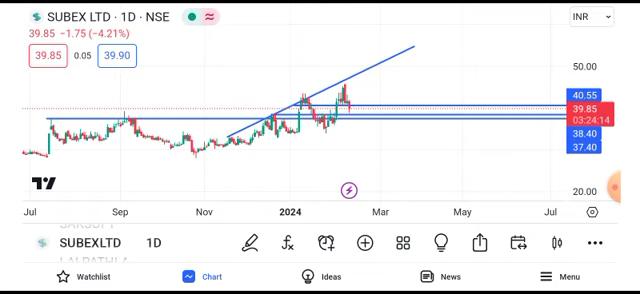 SUBEX LTD · 1D · NSE
INR
39.85 −1.75 (−4.21%)
39.85 0.05 39.90
50.00
40.55
39.85
03:24:14
38.40
37.40
20.00
Jul Sep Nov 2024 Mar May Jul
SUBEXLTD 1D
Watchlist Chart Ideas News Menu